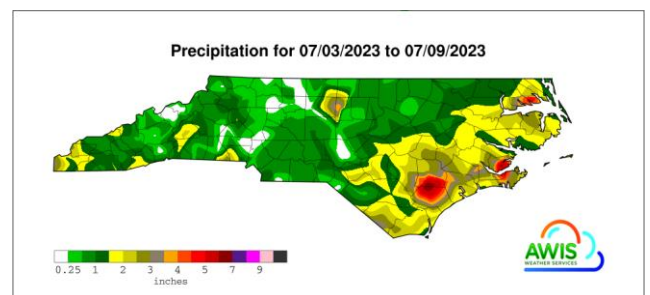 Precipitation for 07/03/2023 to 07/09/2023
0.25 1 2 3 4 5 7 9
inches
AWIS
WEATHER SERVICES